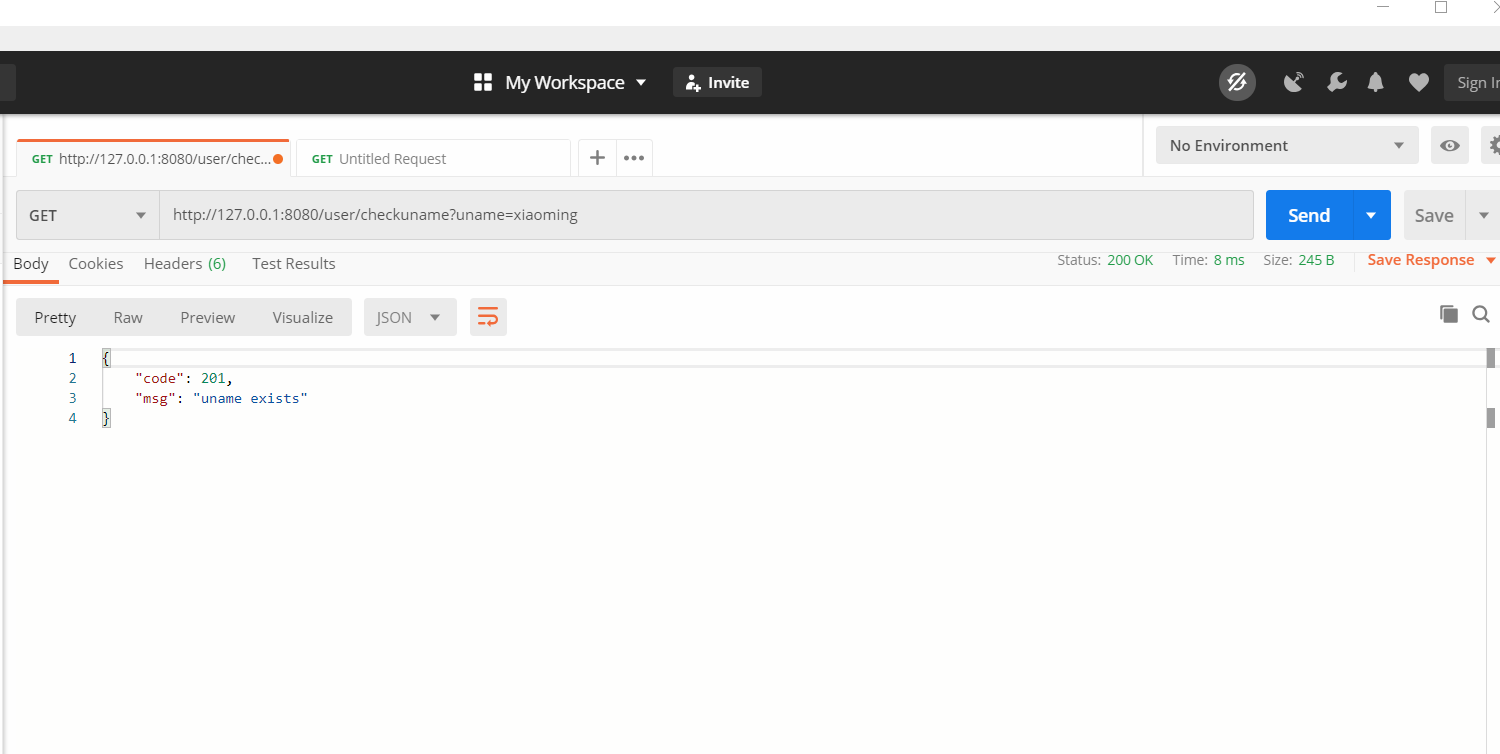 My Workspace
Invite
Sign In
GET http://127.0.0.1:8080/user/chec...
GET Untitled Request
No Environment
GET
http://127.0.0.1:8080/user/checkuname?uname=xiaoming
Send
Save
Body Cookies Headers (6) Test Results
Status: 200 OK Time: 8 ms Size: 245 B
Save Response
Pretty Raw Preview Visualize JSON
1 {
2 "code": 201,
3 "msg": "uname exists"
4 }